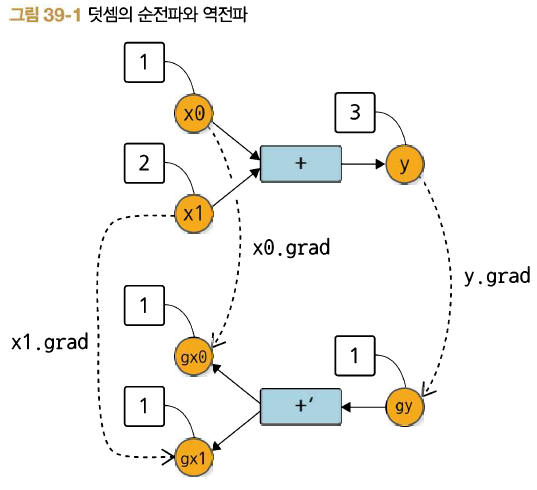 그림 39-1 덧셈의 순전파와 역전파
1
x0
3
2
+
y
x1
x0.grad
y.grad
1
x1.grad
gx0
1
1
+′
gy
gx1